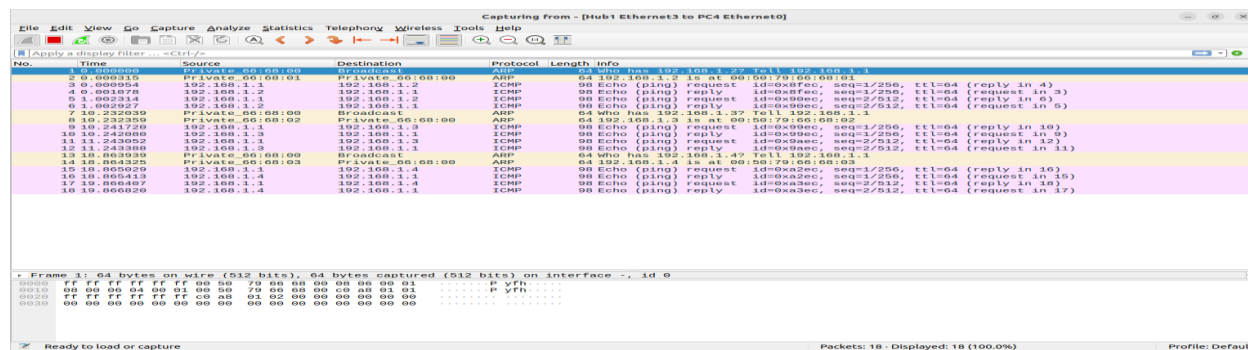 Capturing from - [Hub1 Ethernet3 to PC4 Ethernet0]
File Edit View Go Capture Analyze Statistics Telephony Wireless Tools Help
Apply a display filter ... <Ctrl-/>
No. Time Source Destination Protocol Length Info
1 0.000000 Private_66:68:00 Broadcast ARP 64 Who has 192.168.1.2? Tell 192.168.1.1
2 0.000315 Private_66:68:01 Private_66:68:00 ARP 64 192.168.1.2 is at 00:50:79:66:68:01
3 0.000954 192.168.1.1 192.168.1.2 ICMP 98 Echo (ping) request id=0x8fec, seq=1/256, ttl=64 (reply in 4)
4 0.001078 192.168.1.2 192.168.1.1 ICMP 98 Echo (ping) reply id=0x8fec, seq=1/256, ttl=64 (request in 3)
5 1.002314 192.168.1.1 192.168.1.2 ICMP 98 Echo (ping) request id=0x90ec, seq=2/512, ttl=64 (reply in 6)
6 1.002927 192.168.1.2 192.168.1.1 ICMP 98 Echo (ping) reply id=0x90ec, seq=2/512, ttl=64 (request in 5)
7 10.232039 Private_66:68:00 Broadcast ARP 64 Who has 192.168.1.3? Tell 192.168.1.1
8 10.232359 Private_66:68:02 Private_66:68:00 ARP 64 192.168.1.3 is at 00:50:79:66:68:02
9 10.241720 192.168.1.1 192.168.1.3 ICMP 98 Echo (ping) request id=0x99ec, seq=1/256, ttl=64 (reply in 10)
10 10.242080 192.168.1.3 192.168.1.1 ICMP 98 Echo (ping) reply id=0x99ec, seq=1/256, ttl=64 (request in 9)
11 11.243052 192.168.1.1 192.168.1.3 ICMP 98 Echo (ping) request id=0x9aec, seq=2/512, ttl=64 (reply in 12)
12 11.243380 192.168.1.3 192.168.1.1 ICMP 98 Echo (ping) reply id=0x9aec, seq=2/512, ttl=64 (request in 11)
13 18.863939 Private_66:68:00 Broadcast ARP 64 Who has 192.168.1.4? Tell 192.168.1.1
14 18.864325 Private_66:68:03 Private_66:68:00 ARP 64 192.168.1.4 is at 00:50:79:66:68:03
15 18.865029 192.168.1.1 192.168.1.4 ICMP 98 Echo (ping) request id=0xa2ec, seq=1/256, ttl=64 (reply in 16)
16 18.865413 192.168.1.4 192.168.1.1 ICMP 98 Echo (ping) reply id=0xa2ec, seq=1/256, ttl=64 (request in 15)
17 19.866407 192.168.1.1 192.168.1.4 ICMP 98 Echo (ping) request id=0xa3ec, seq=2/512, ttl=64 (reply in 18)
18 19.866820 192.168.1.4 192.168.1.1 ICMP 98 Echo (ping) reply id=0xa3ec, seq=2/512, ttl=64 (request in 17)
Frame 1: 64 bytes on wire (512 bits), 64 bytes captured (512 bits) on interface -, id 0
0000 ff ff ff ff ff ff 00 50 79 66 68 00 08 06 00 01 ·······P yfh·····
0010 08 00 06 04 00 01 00 50 79 66 68 00 c0 a8 01 01 ·······P yfh·····
0020 ff ff ff ff ff ff c0 a8 01 02 00 00 00 00 00 00 ········ ········
0030 00 00 00 00 00 00 00 00 00 00 00 00 00 00 00 00 ········ ········
Ready to load or capture Packets: 18 · Displayed: 18 (100.0%) Profile: Defaul